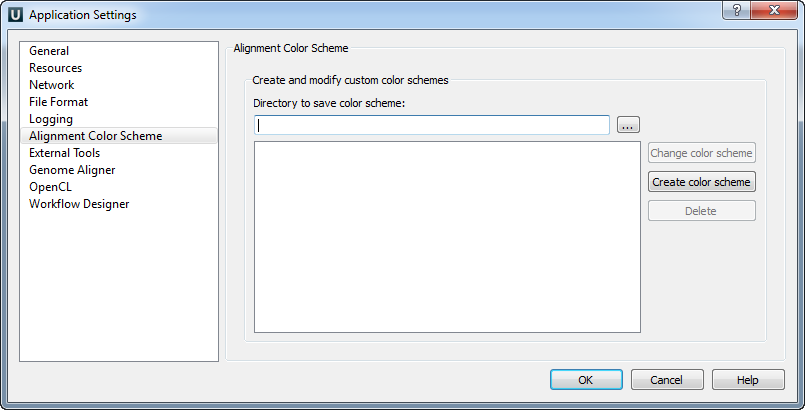 U Application Settings
?
General
Resources
Network
File Format
Logging
Alignment Color Scheme
External Tools
Genome Aligner
OpenCL
Workflow Designer
Alignment Color Scheme
Create and modify custom color schemes
Directory to save color scheme:
...
Change color scheme
Create color scheme
Delete
OK
Cancel
Help